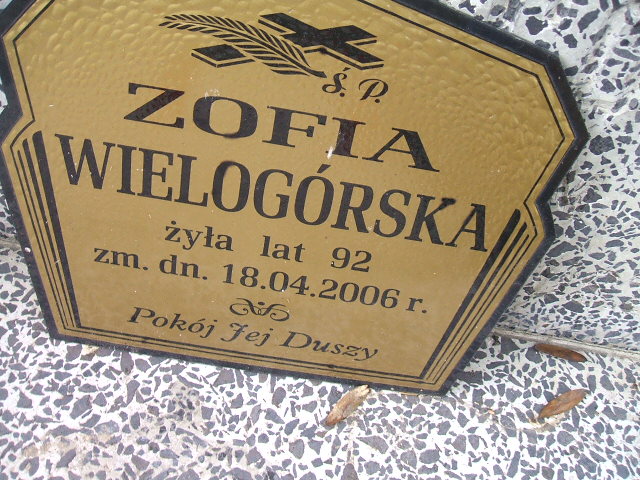 Ś. P.
ZOFIA
WIELOGÓRSKA
żyła lat 92
zm. dn. 18.04.2006 r.
Pokój Jej Duszy